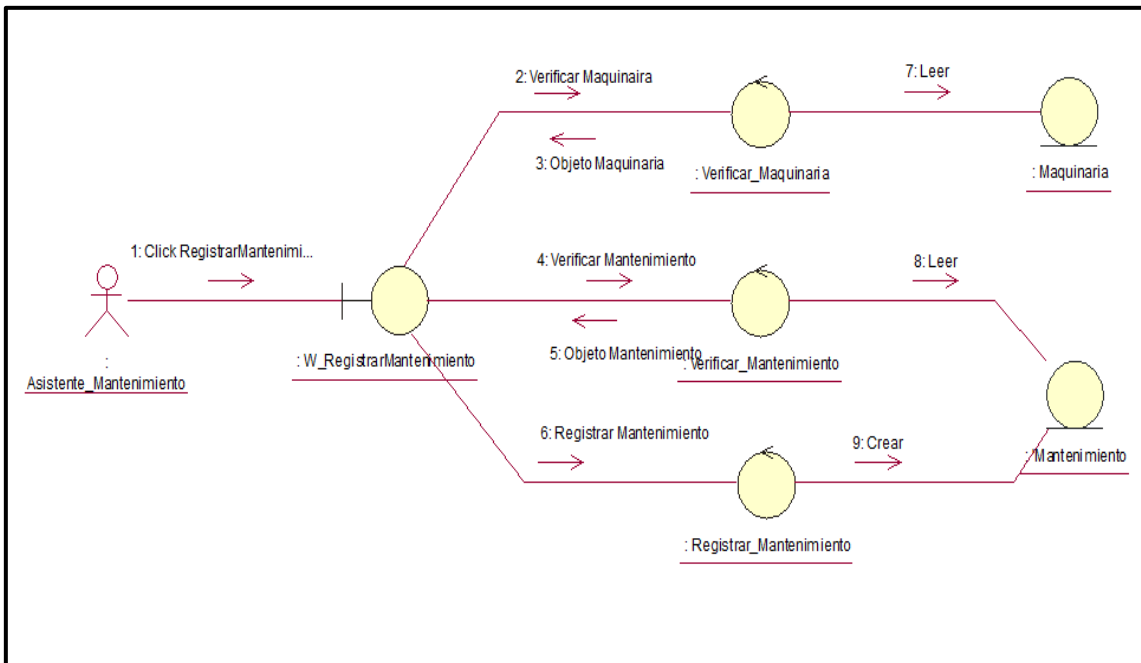 2: Verificar Maquinaira
7: Leer
3: Objeto Maquinaria
: Verificar_Maquinaria
: Maquinaria
1: Click RegistrarMantenimi...
4: Verificar Mantenimiento
8: Leer
5: Objeto Mantenimiento
:
Asistente_Mantenimiento
: W_RegistrarMantenimiento
: Verificar_Mantenimiento
6: Registrar Mantenimiento
9: Crear
: Mantenimiento
: Registrar_Mantenimiento